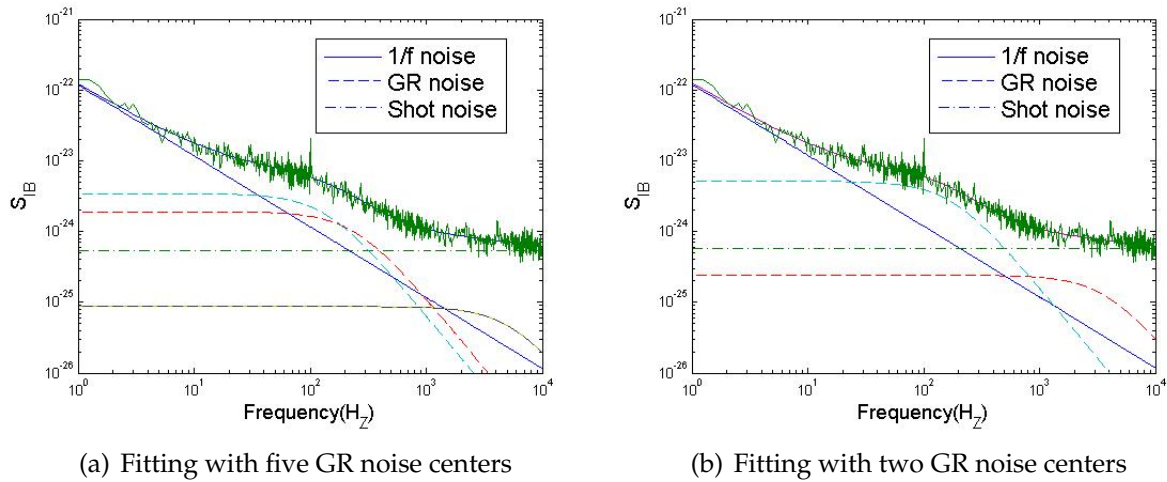 10^-21
10^-22
10^-23
10^-24
10^-25
10^-26
S_IB
1/f noise
GR noise
Shot noise
10^0
10^1
10^2
10^3
10^4
Frequency(H_Z)
(a) Fitting with five GR noise centers
10^-21
10^-22
10^-23
10^-24
10^-25
10^-26
S_IB
1/f noise
GR noise
Shot noise
10^0
10^1
10^2
10^3
10^4
Frequency(H_Z)
(b) Fitting with two GR noise centers